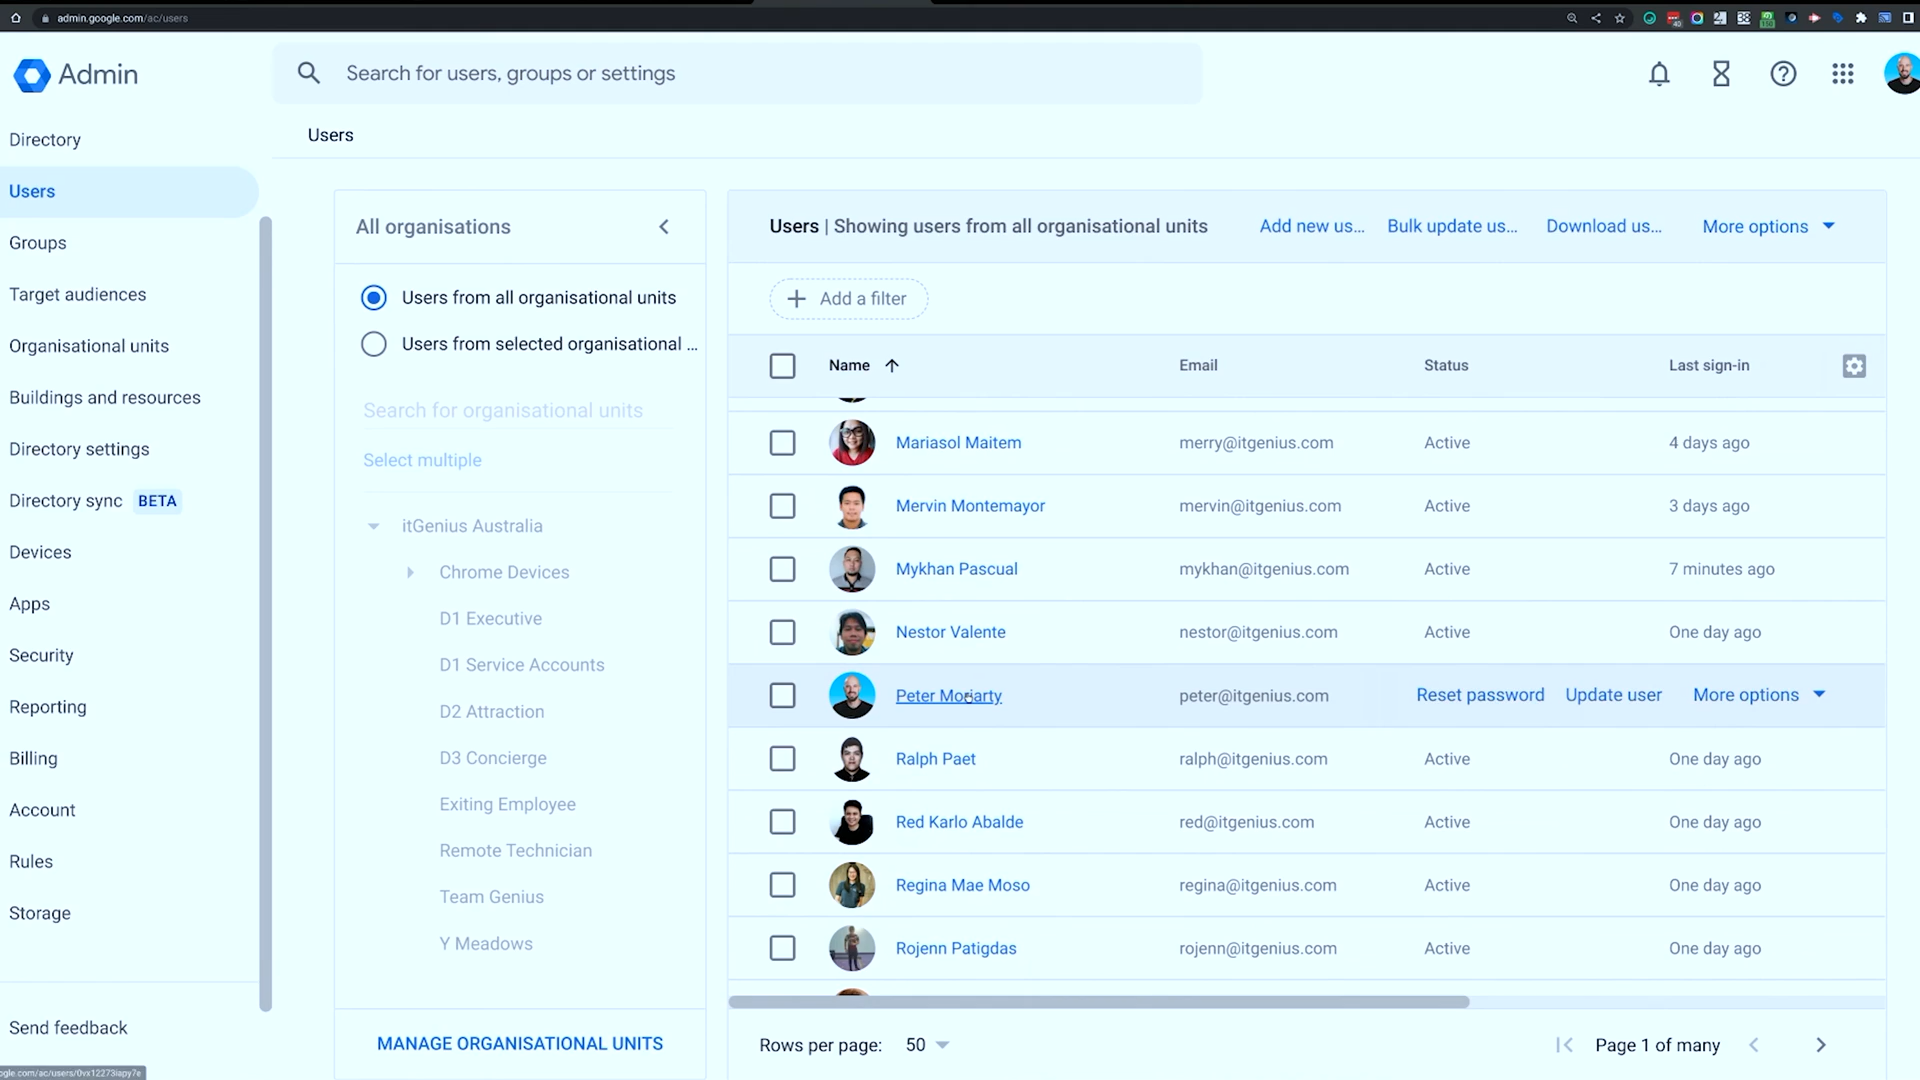 admin.google.com/ac/users
Admin
Search for users, groups or settings
Directory
Users
Groups
Target audiences
Organisational units
Buildings and resources
Directory settings
Directory sync BETA
Devices
Apps
Security
Reporting
Billing
Account
Rules
Storage
Send feedback
Users
All organisations
Users from all organisational units
Users from selected organisational ...
Search for organisational units
Select multiple
itGenius Australia
Chrome Devices
D1 Executive
D1 Service Accounts
D2 Attraction
D3 Concierge
Exiting Employee
Remote Technician
Team Genius
Y Meadows
MANAGE ORGANISATIONAL UNITS
Users | Showing users from all organisational units Add new us... Bulk update us... Download us... More options
Add a filter
Name Email Status Last sign-in
Mariasol Maitem merry@itgenius.com Active 4 days ago
Mervin Montemayor mervin@itgenius.com Active 3 days ago
Mykhan Pascual mykhan@itgenius.com Active 7 minutes ago
Nestor Valente nestor@itgenius.com Active One day ago
Peter Moriarty peter@itgenius.com Reset password Update user More options
Ralph Paet ralph@itgenius.com Active One day ago
Red Karlo Abalde red@itgenius.com Active One day ago
Regina Mae Moso regina@itgenius.com Active One day ago
Rojenn Patigdas rojenn@itgenius.com Active One day ago
Rows per page: 50 Page 1 of many